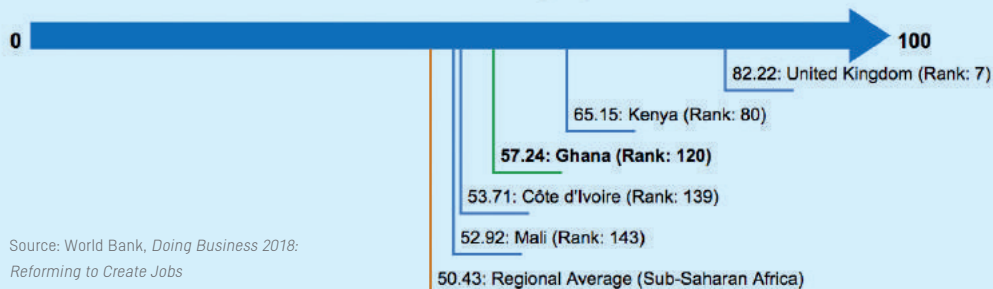 0
100
82.22: United Kingdom (Rank: 7)
65.15: Kenya (Rank: 80)
57.24: Ghana (Rank: 120)
53.71: Côte d'Ivoire (Rank: 139)
52.92: Mali (Rank: 143)
50.43: Regional Average (Sub-Saharan Africa)
Source: World Bank, Doing Business 2018:
Reforming to Create Jobs